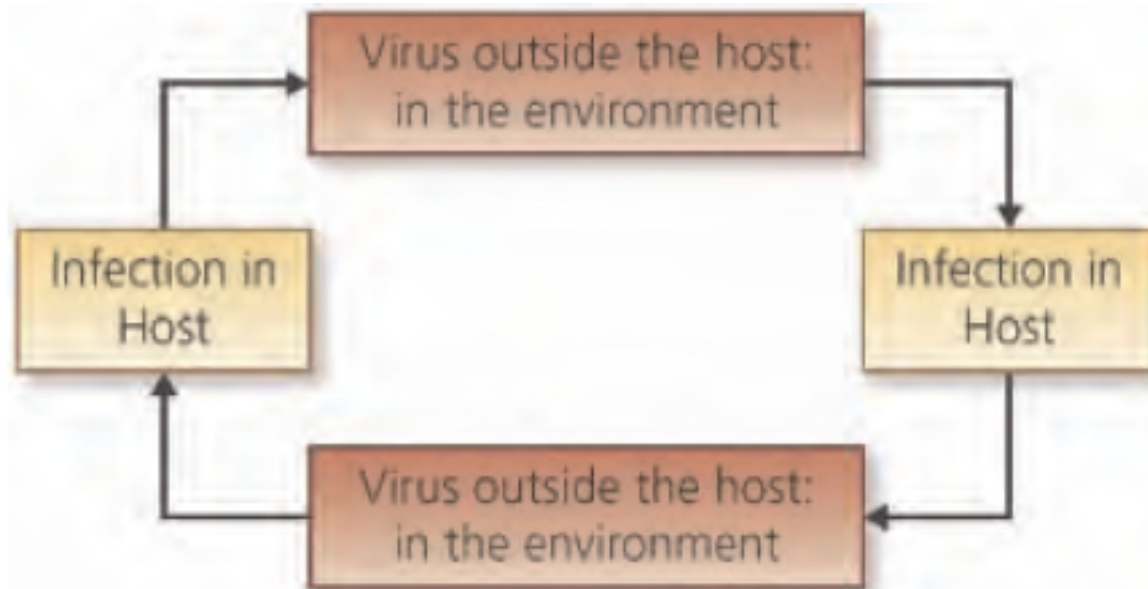 Virus outside the host:
in the environment
Infection in
Host
Infection in
Host
Virus outside the host:
in the environment